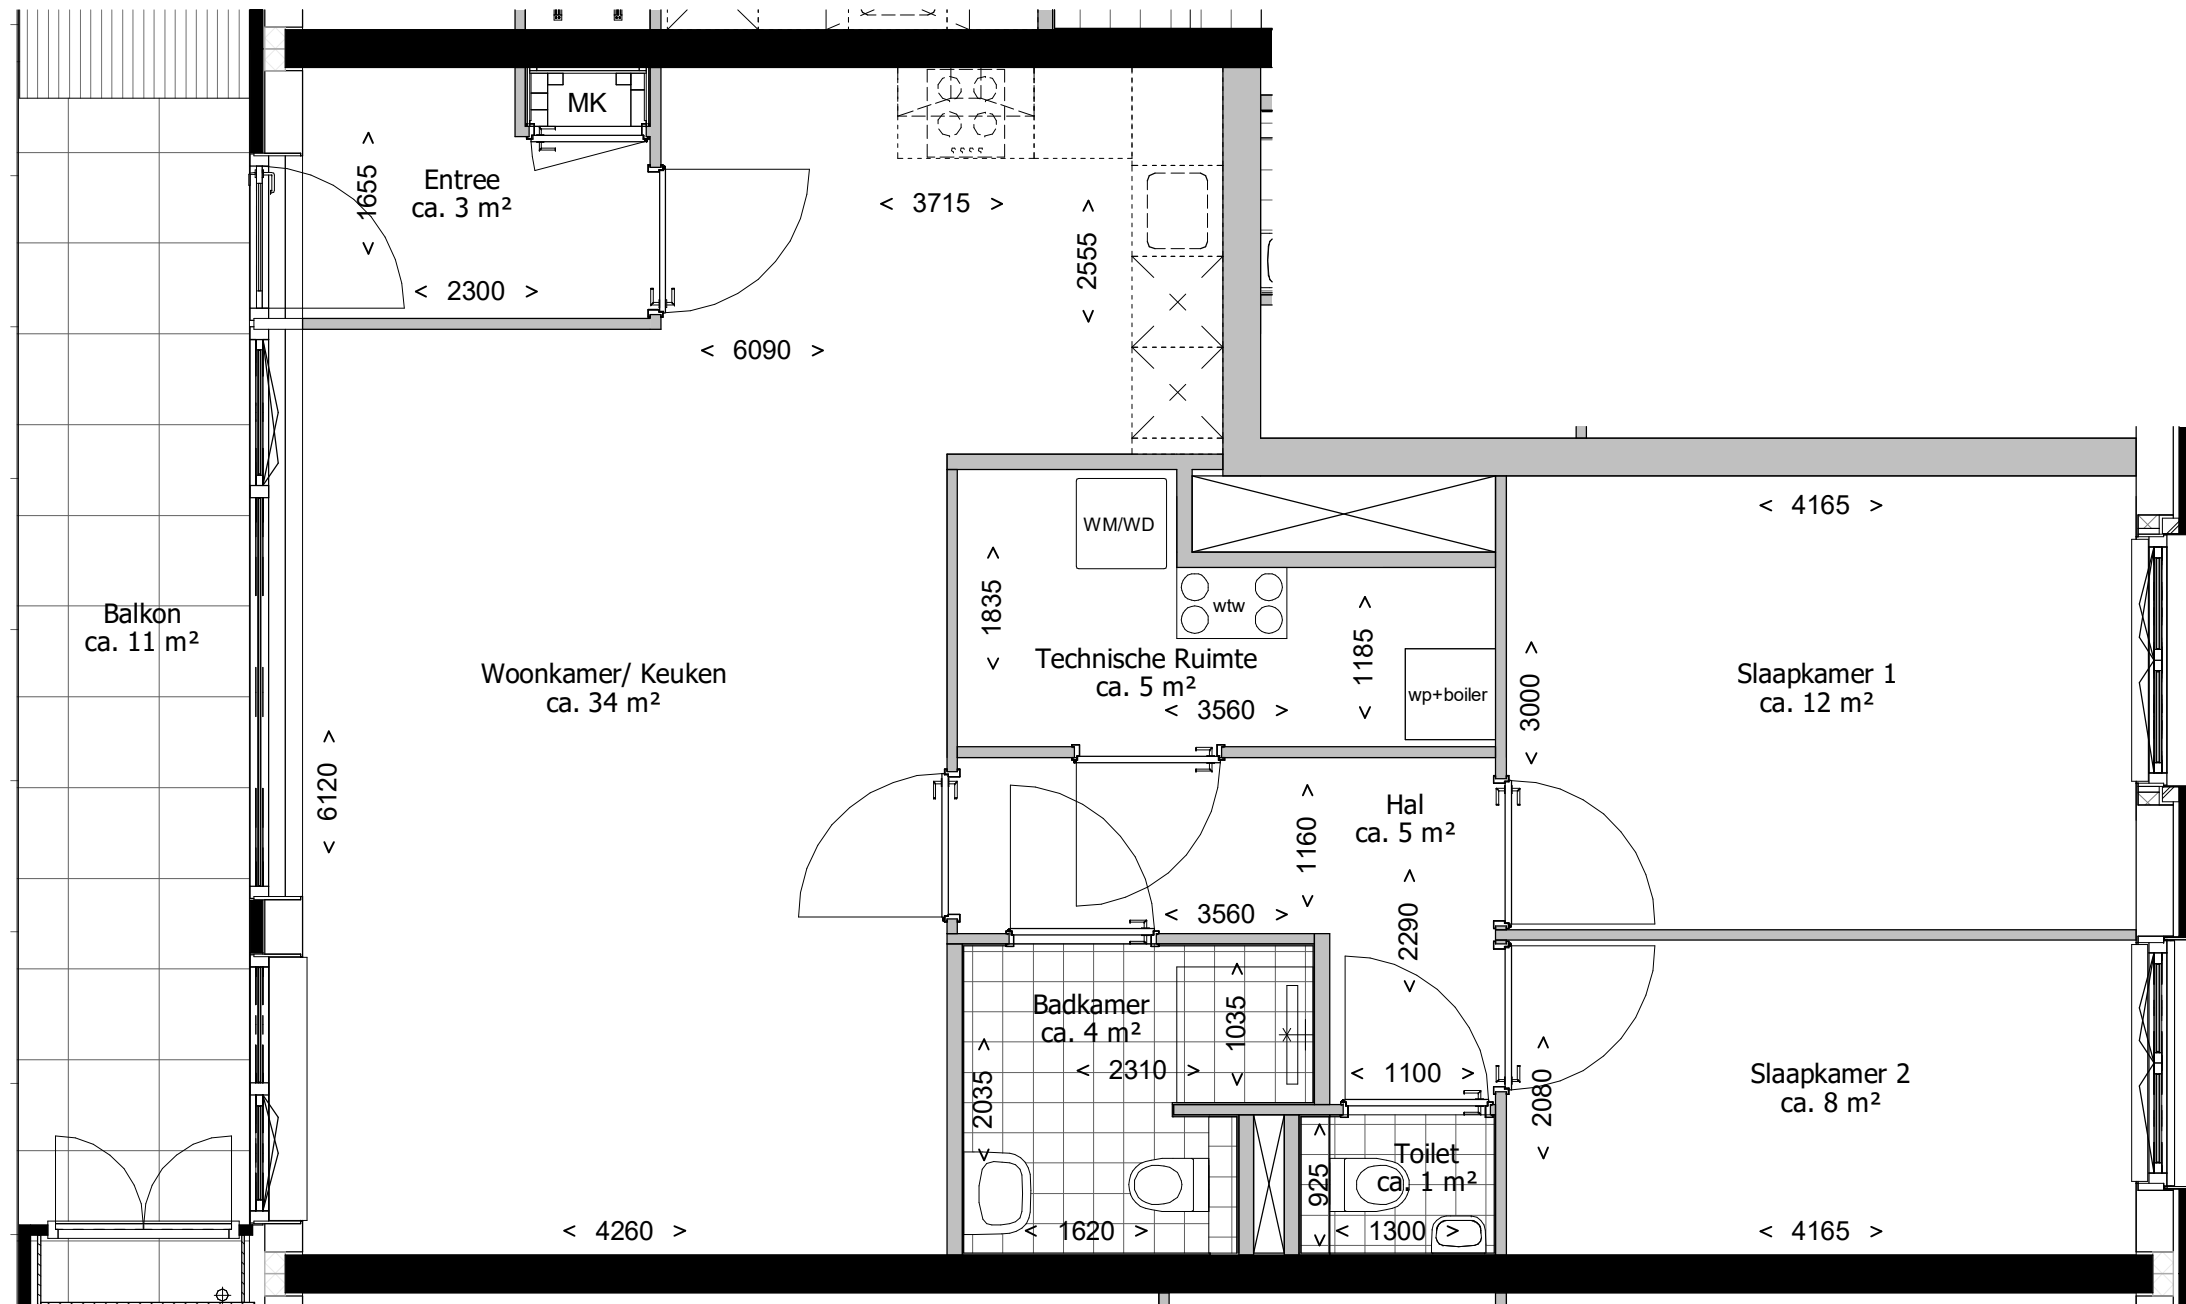 MK
Entree
ca. 3 m²
< 1655 >
< 2300 >
< 3715 >
< 2555 >
< 6090 >
Balkon
ca. 11 m²
Woonkamer/ Keuken
ca. 34 m²
< 6120 >
< 4260 >
WM/WD
< 1835 >
wtw
Technische Ruimte
ca. 5 m²
< 3560 >
< 1185 >
wp+boiler
< 4165 >
< 3000 >
Slaapkamer 1
ca. 12 m²
Hal
ca. 5 m²
< 1160 >
< 3560 >
< 2290 >
Badkamer
ca. 4 m²
< 1035 >
< 2310 >
< 2035 >
< 1620 >
< 1100 >
Toilet
ca. 1 m²
< 925 >
< 1300 >
< 2080 >
Slaapkamer 2
ca. 8 m²
< 4165 >